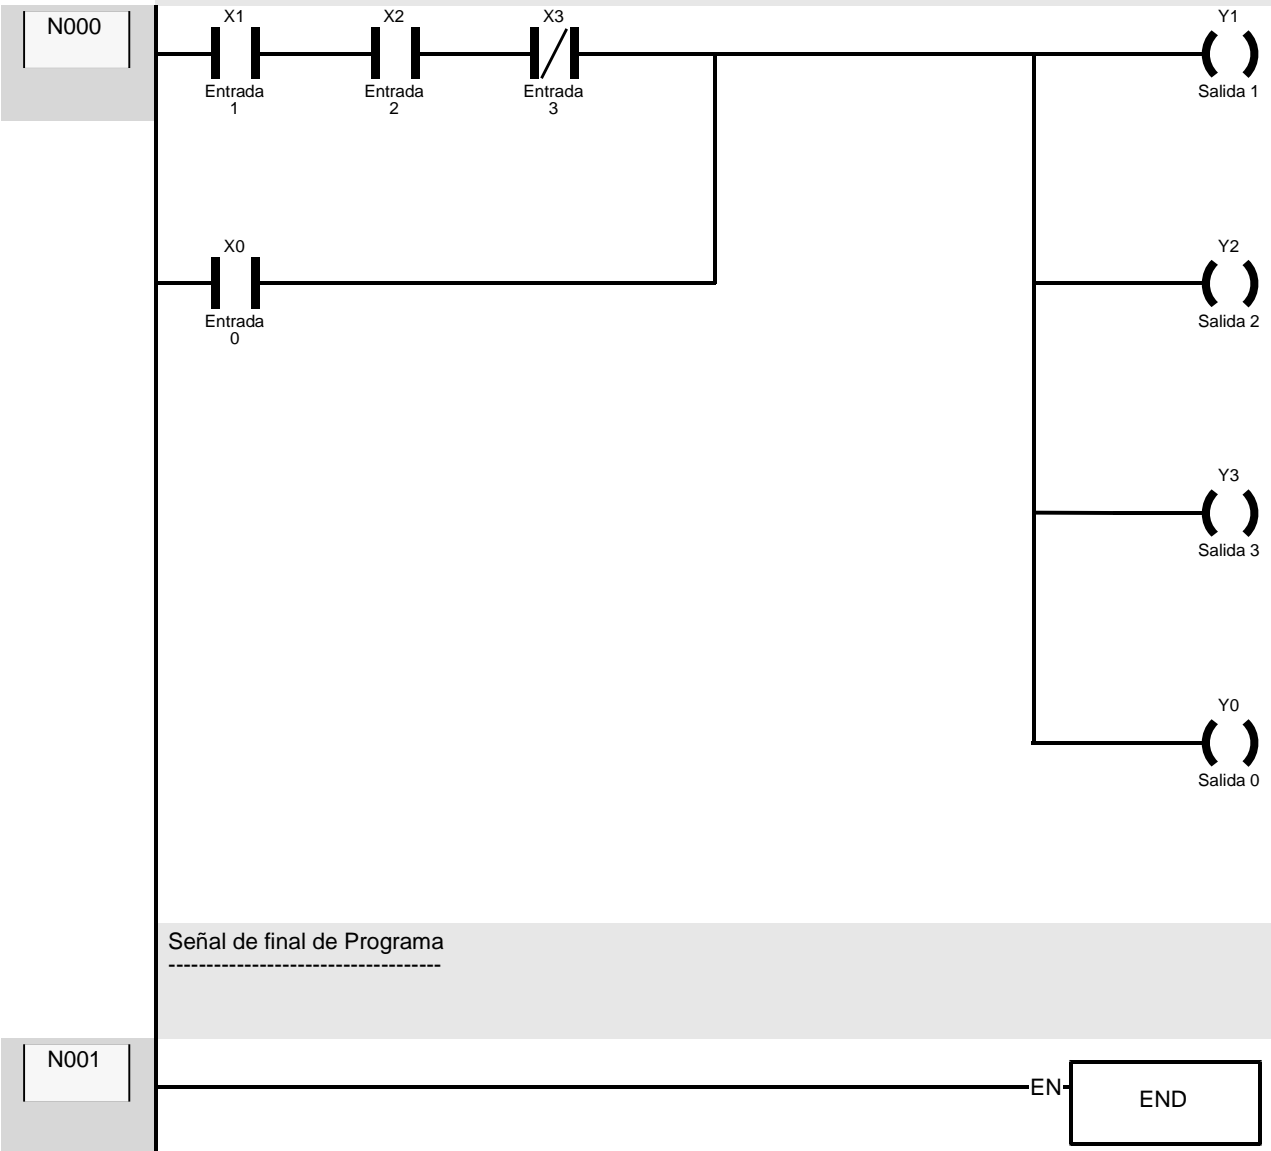 N000
X1
X2
X3
Y1
Entrada
1
Entrada
2
Entrada
3
Salida 1
X0
Y2
Entrada
0
Salida 2
Y3
Salida 3
Y0
Salida 0
Señal de final de Programa
------------------------------------
N001
EN
END